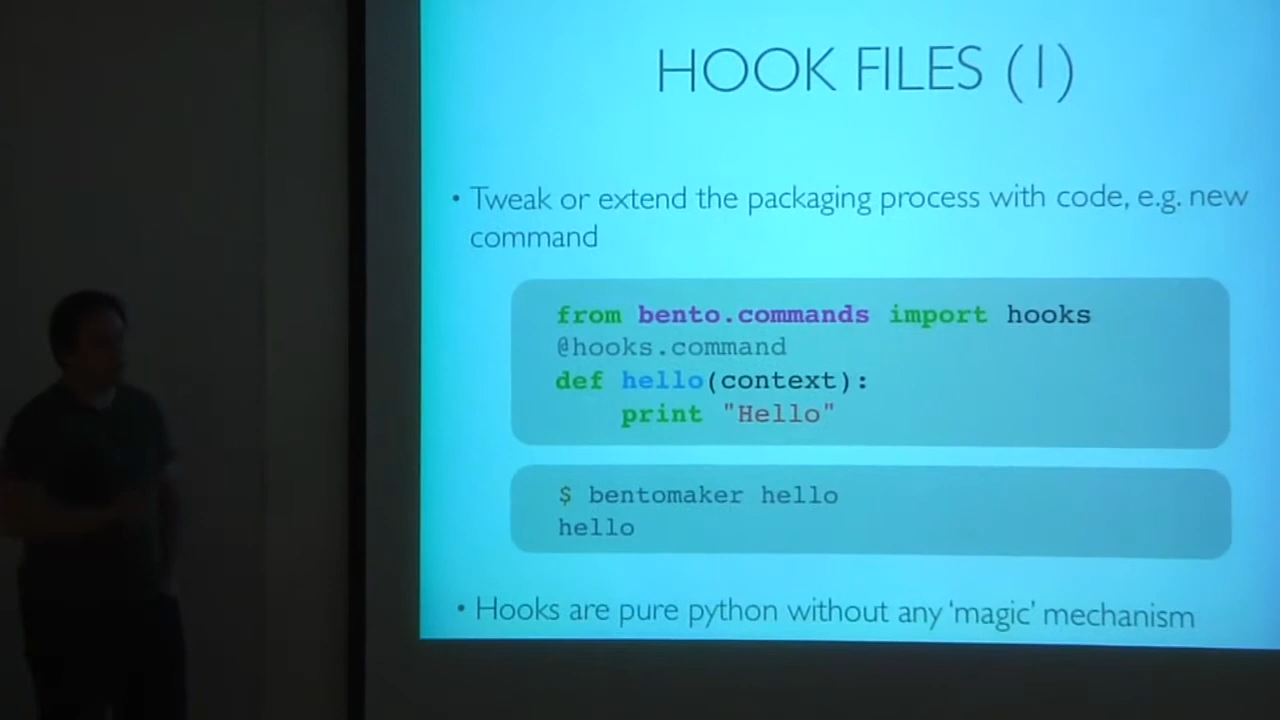 HOOK FILES (1)
• Tweak or extend the packaging process with code, e.g. new
command
from bento.commands import hooks
@hooks.command
def hello(context):
    print "Hello"
$ bentomaker hello
hello
• Hooks are pure python without any 'magic' mechanism